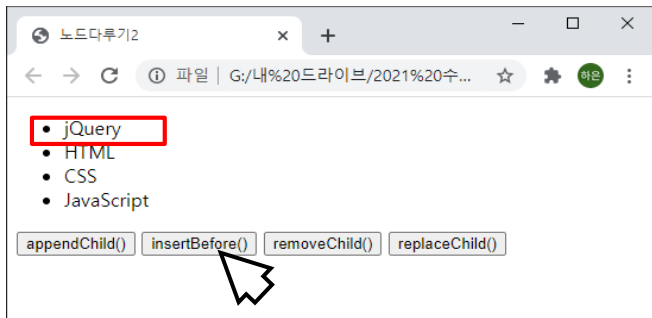 노드다루기2
파일 | G:/내%20드라이브/2021%20수...
하은
jQuery
HTML
CSS
JavaScript
appendChild() insertBefore() removeChild() replaceChild()